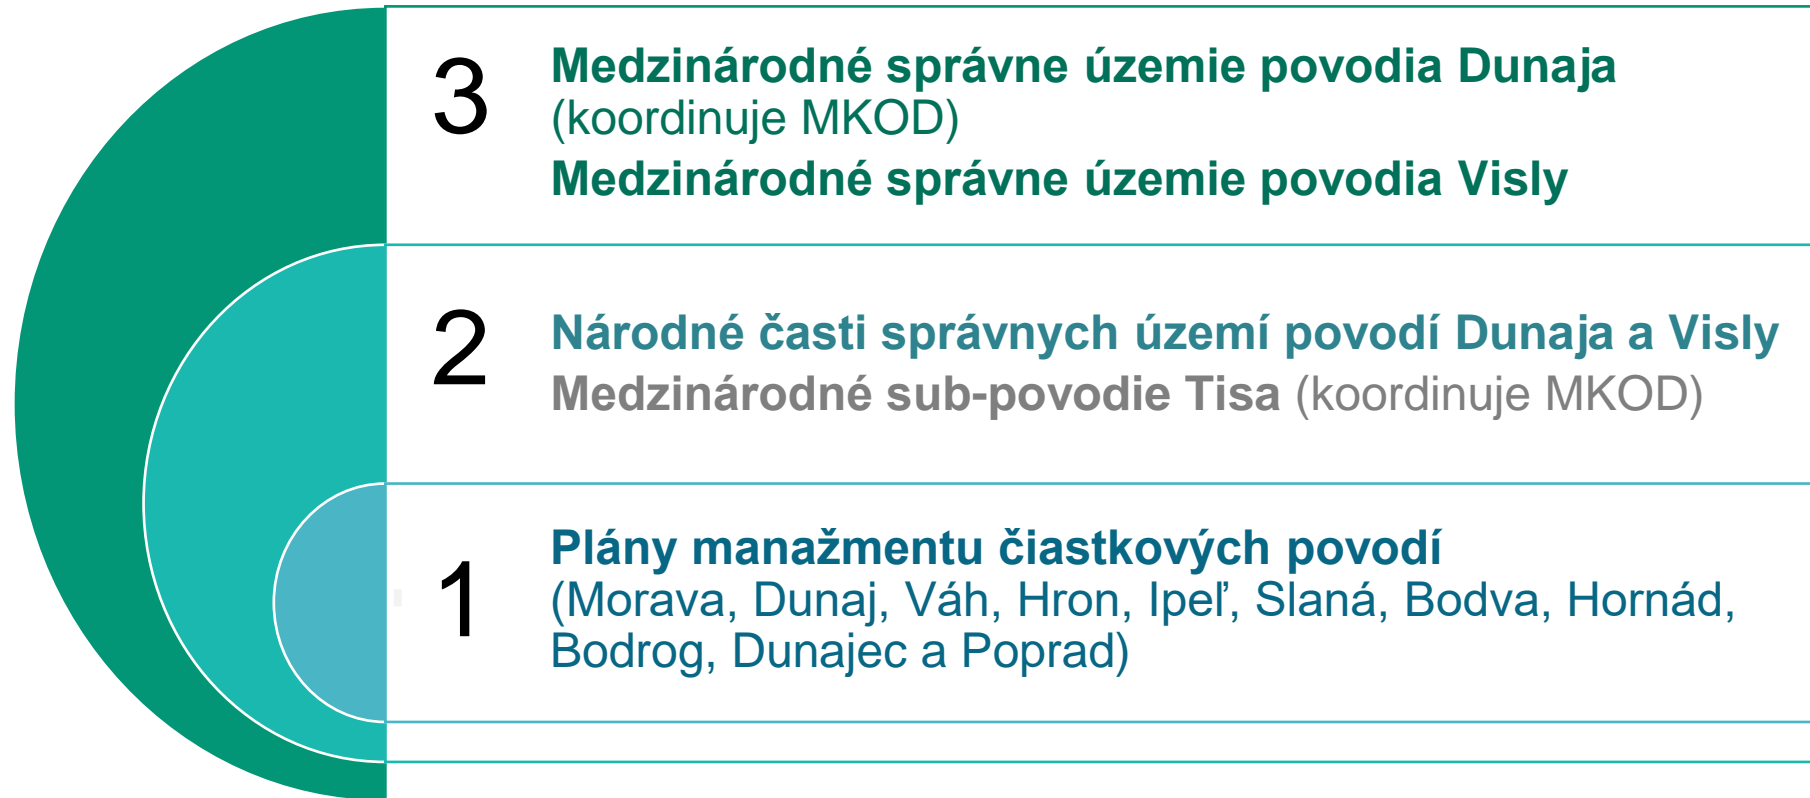 3
Medzinárodné správne územie povodia Dunaja
(koordinuje MKOD)
Medzinárodné správne územie povodia Visly
2
Národné časti správnych území povodí Dunaja a Visly
Medzinárodné sub-povodie Tisa (koordinuje MKOD)
1
Plány manažmentu čiastkových povodí
(Morava, Dunaj, Váh, Hron, Ipeľ, Slaná, Bodva, Hornád,
Bodrog, Dunajec a Poprad)